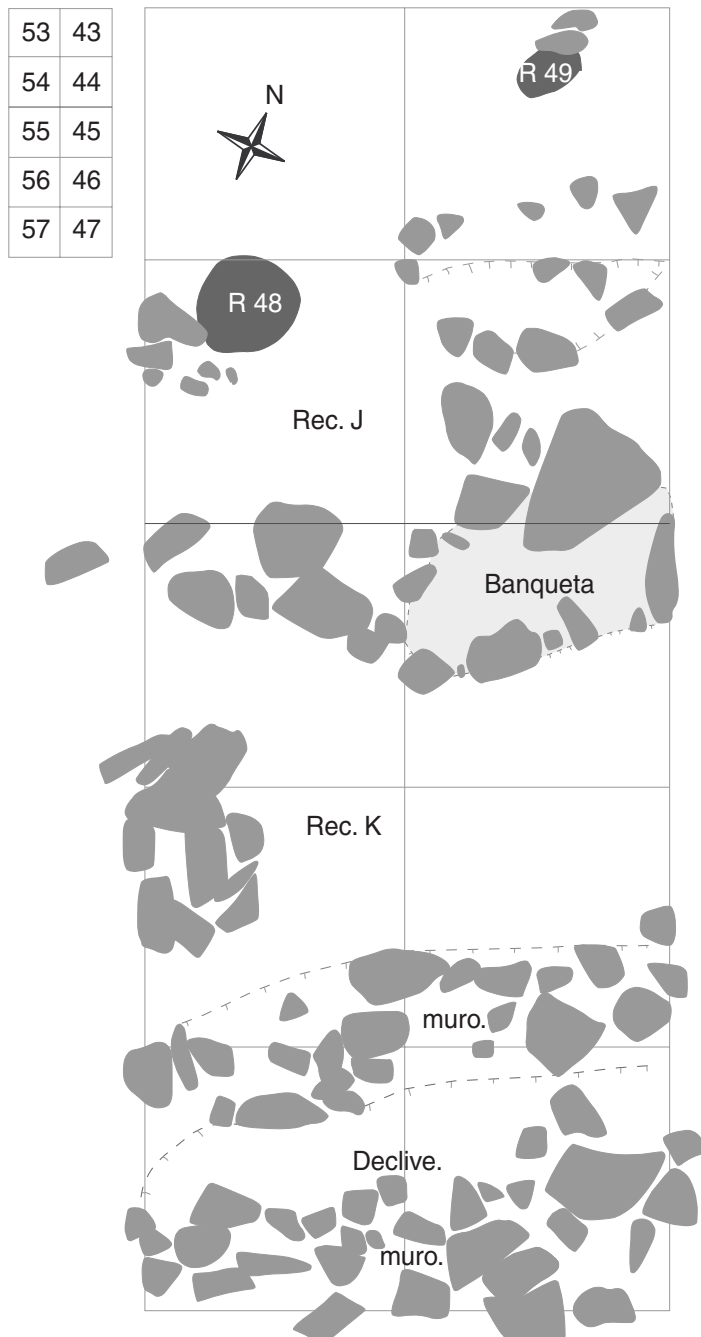 53 43
54 44
55 45
56 46
57 47
N
R 49
R 48
Rec. J
Banqueta
Rec. K
muro.
Declive.
muro.